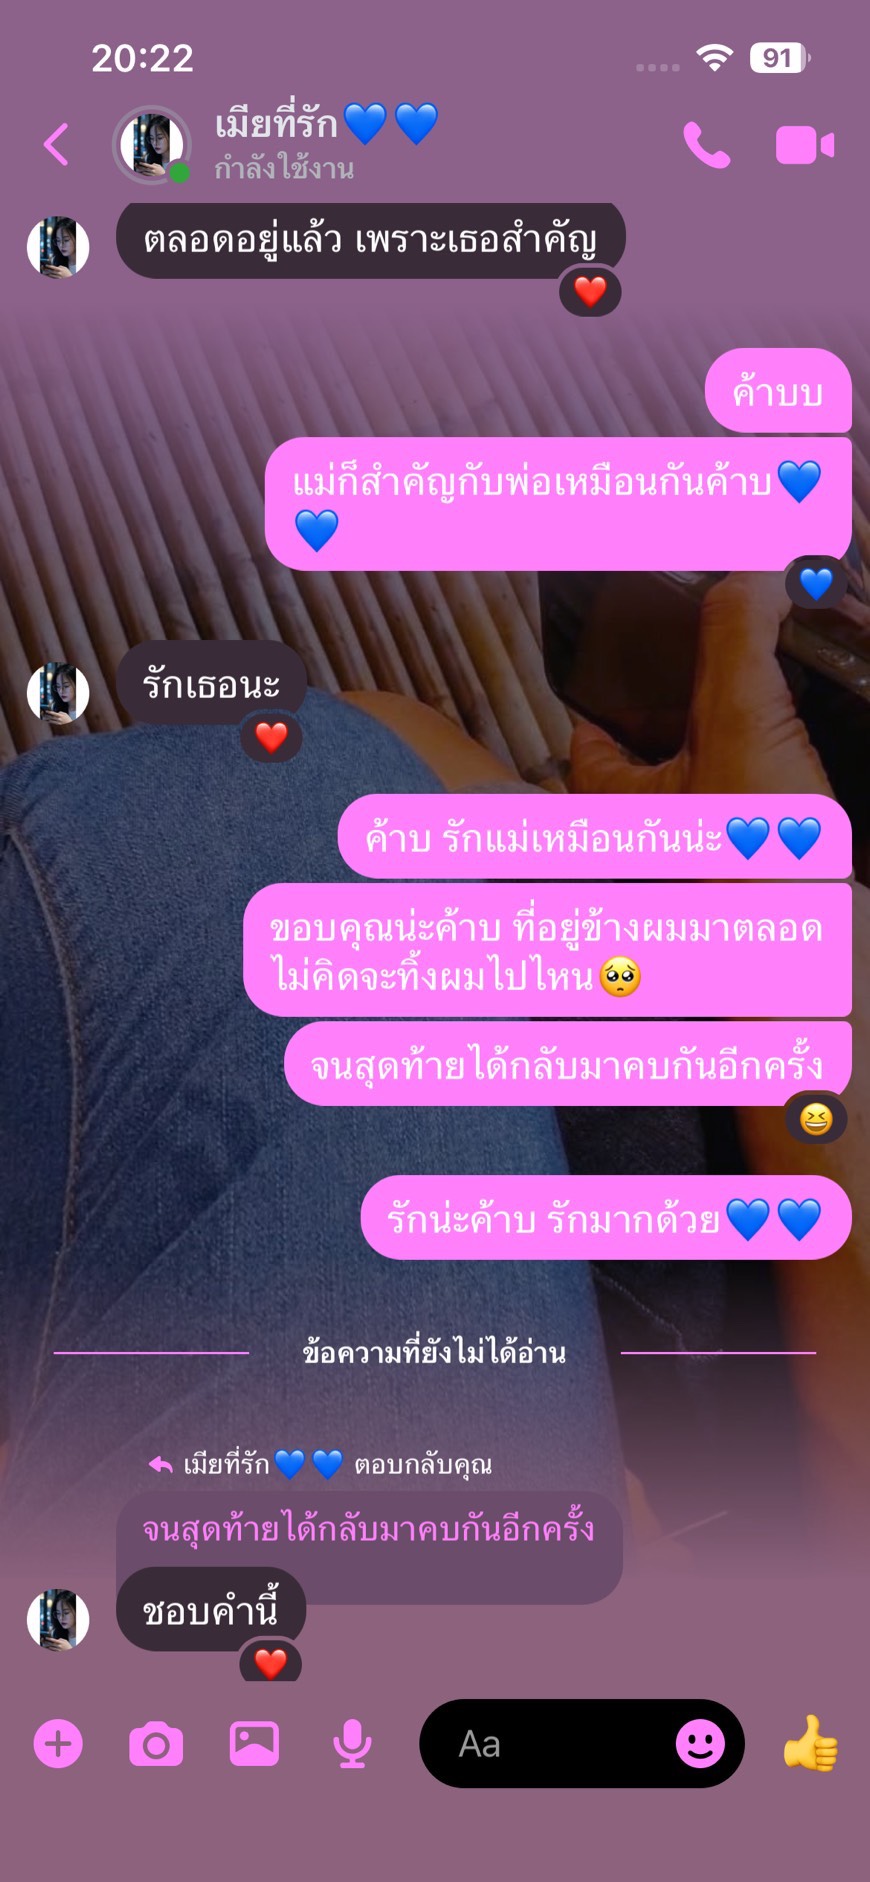 20:22
91
เมียที่รัก💙💙
กำลังใช้งาน
ตลอดอยู่แล้ว เพราะเธอสำคัญ
❤️
ค้าบบ
แม่ก็สำคัญกับพ่อเหมือนกันค้าบ💙
💙
💙
รักเธอนะ
❤️
ค้าบ รักแม่เหมือนกันน่ะ💙💙
ขอบคุณน่ะค้าบ ที่อยู่ข้างผมมาตลอด
ไม่คิดจะทิ้งผมไปไหน🥺
จนสุดท้ายได้กลับมาคบกันอีกครั้ง
😆
รักน่ะค้าบ รักมากด้วย💙💙
ข้อความที่ยังไม่ได้อ่าน
เมียที่รัก💙💙 ตอบกลับคุณ
จนสุดท้ายได้กลับมาคบกันอีกครั้ง
ชอบคำนี้
❤️
Aa